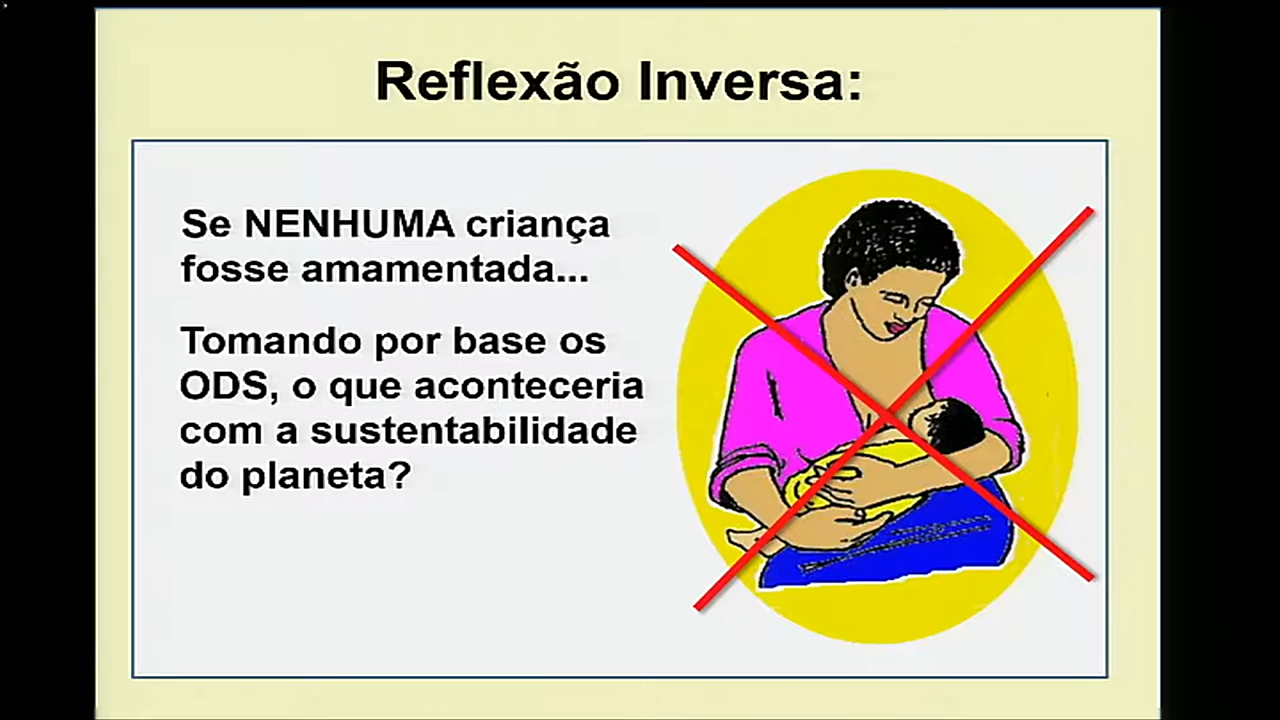 Reflexão Inversa:
Se NENHUMA criança
fosse amamentada...
Tomando por base os
ODS, o que aconteceria
com a sustentabilidade
do planeta?